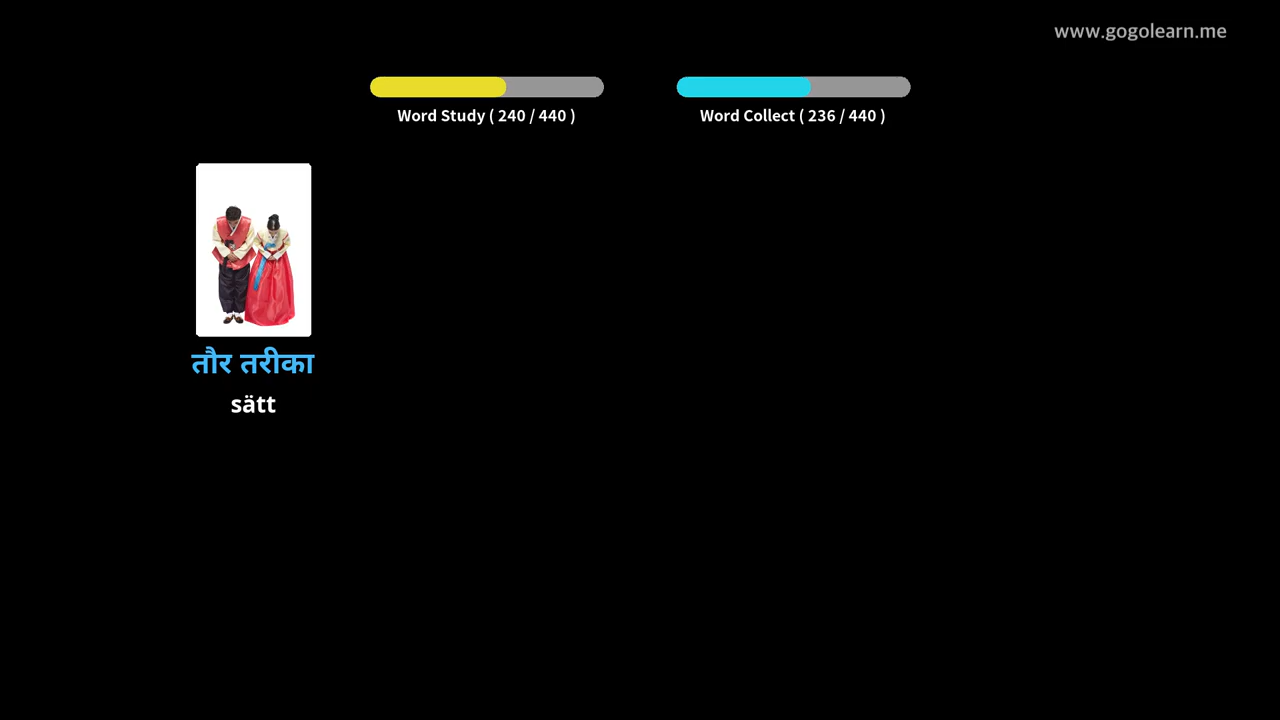 www.gogolearn.me
Word Study ( 240 / 440 )
Word Collect ( 236 / 440 )
तौर तरीका
sätt